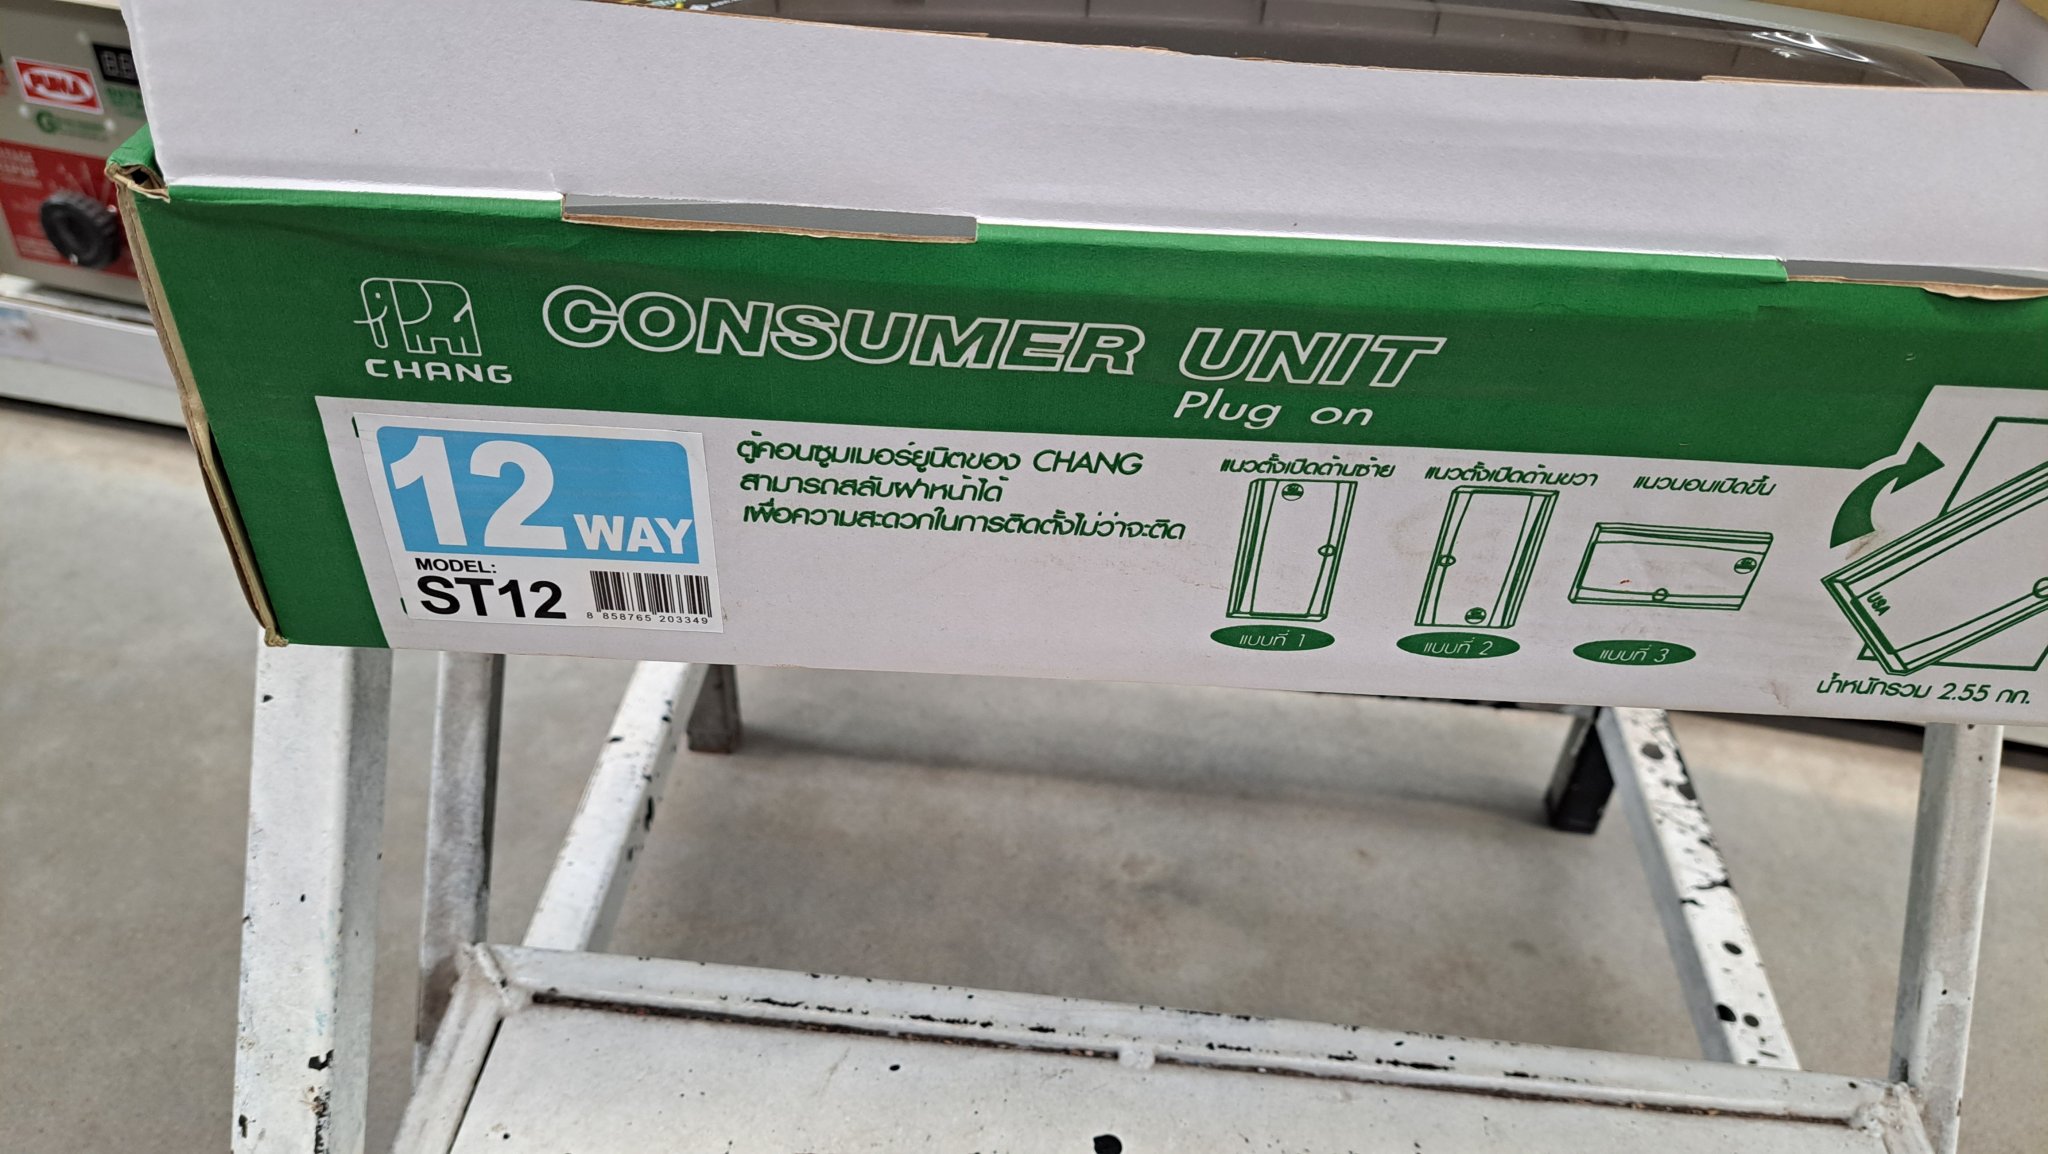 CHANG
CONSUMER UNIT
Plug on
12 WAY
MODEL:
ST12
8 858765 203349
ตู้คอนซูมเมอร์ยูนิตของ CHANG
สามารถสลับฝาหน้าได้
เพื่อความสะดวกในการติดตั้งไม่ว่าจะติด
แนวตั้งเปิดด้านซ้าย
แนวตั้งเปิดด้านขวา
แนวนอนเปิดขึ้น
แบบที่ 1
แบบที่ 2
แบบที่ 3
น้ำหนักรวม 2.55 กก.